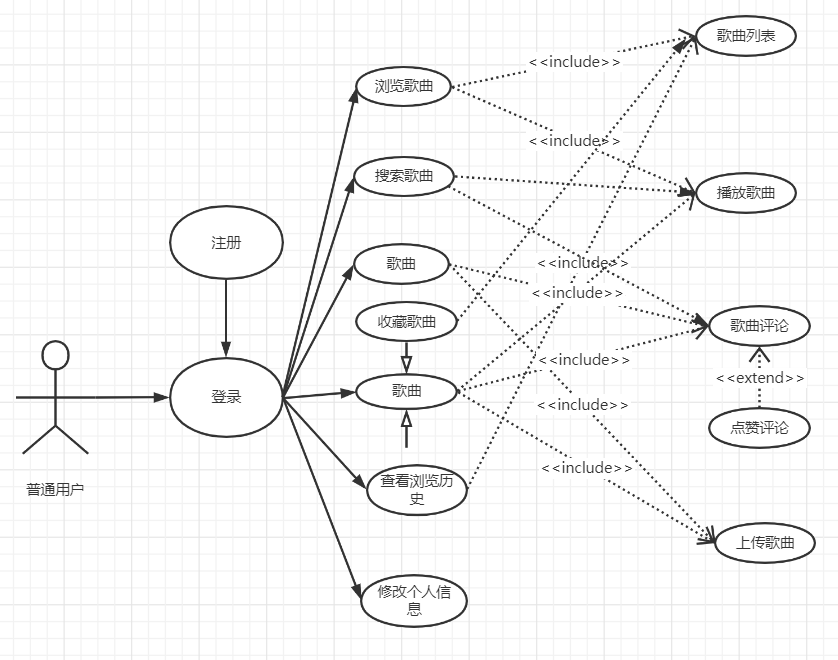 歌曲列表
<<include>>
浏览歌曲
<<include>>
搜索歌曲
播放歌曲
注册
歌曲
<<include>>
<<include>>
收藏歌曲
歌曲评论
<<include>>
<<extend>>
登录
歌曲
<<include>>
点赞评论
普通用户
查看浏览历
史
<<include>>
上传歌曲
修改个人信
息